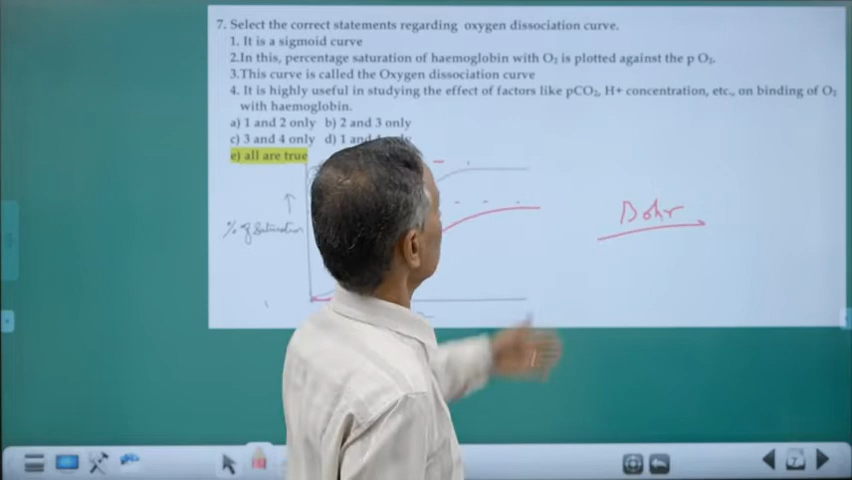 7. Select the correct statements regarding oxygen dissociation curve.
1. It is a sigmoid curve
2.In this, percentage saturation of haemoglobin with O₂ is plotted against the p O₂.
3.This curve is called the Oxygen dissociation curve
4. It is highly useful in studying the effect of factors like pCO₂, H+ concentration, etc., on binding of O₂
with haemoglobin.
a) 1 and 2 only b) 2 and 3 only
c) 3 and 4 only d) 1 and only
e) all are true
% of Saturation
Bohr
7